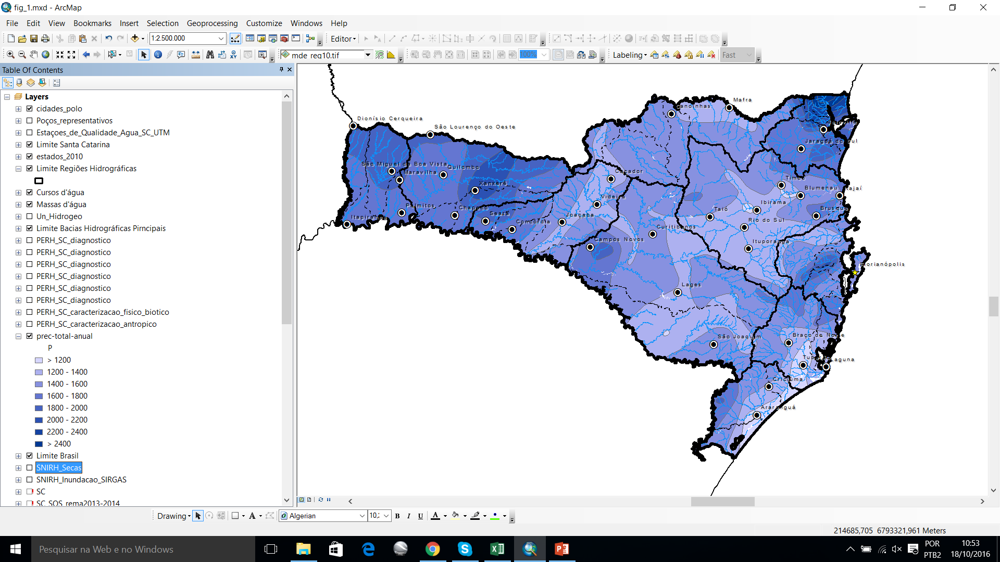 fig_1.mxd - ArcMap
File Edit View Bookmarks Insert Selection Geoprocessing Customize Windows Help
1:2.500.000
Editor
mde_req10.tif
100%
Labeling
Fast
Table Of Contents
Layers
cidades_polo
Poços_representativos
Estaçoes_de_Qualidade_Agua_SC_UTM
Limite Santa Catarina
estados_2010
Limite Regiões Hidrográficas
Cursos d'água
Massas d'água
Un_Hidrogeo
Limite Bacias Hidrográficas Pirncipais
PERH_SC_diagnostico
PERH_SC_diagnostico
PERH_SC_diagnostico
PERH_SC_diagnostico
PERH_SC_diagnostico
PERH_SC_diagnostico
PERH_SC_caracterizacao_fisico_biotico
PERH_SC_caracterizacao_antropico
prec-total-anual
P
> 1200
1200 - 1400
1400 - 1600
1600 - 1800
1800 - 2000
2000 - 2200
2200 - 2400
> 2400
Limite Brasil
SNIRH_Secas
SNIRH_Inundacao_SIRGAS
SC
SC_SOS_rema2013-2014
Mafra
Canoinhas
Dionísio Cerqueira
São Lourenço do Oeste
Joinville
Jaraguá do Sul
São Miguel da Boa Vista
Quilombo
Maravilha
Caçador
Xanxerê
Timbó
Blumenau
Itajaí
Videira
Ibirama
Palmitos
Chapecó
Taió
Brusque
Itapiranga
Seara
Joaçaba
Concórdia
Rio do Sul
Curitibanos
Campos Novos
Ituporanga
Florianópolis
Lages
São Joaquim
Braço do Norte
Tubarão
Laguna
Criciúma
Araranguá
Drawing
Algerian
10,
B I U
A
214685,705 6793321,961 Meters
Pesquisar na Web e no Windows
POR
PTB2
10:53
18/10/2016